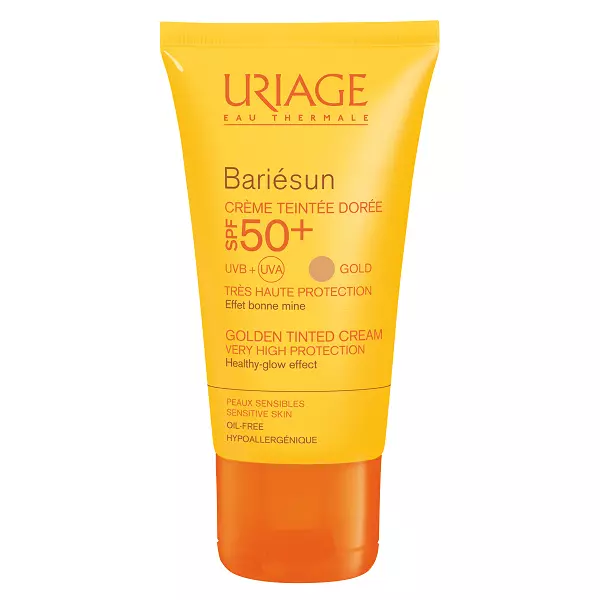 URIAGE
EAU THERMALE
Bariésun
CRÈME TEINTÉE DORÉE
SPF 50+
UVB + UVA GOLD
TRÈS HAUTE PROTECTION
Effet bonne mine
GOLDEN TINTED CREAM
VERY HIGH PROTECTION
Healthy-glow effect
PEAUX SENSIBLES
SENSITIVE SKIN
OIL-FREE
HYPOALLERGÉNIQUE